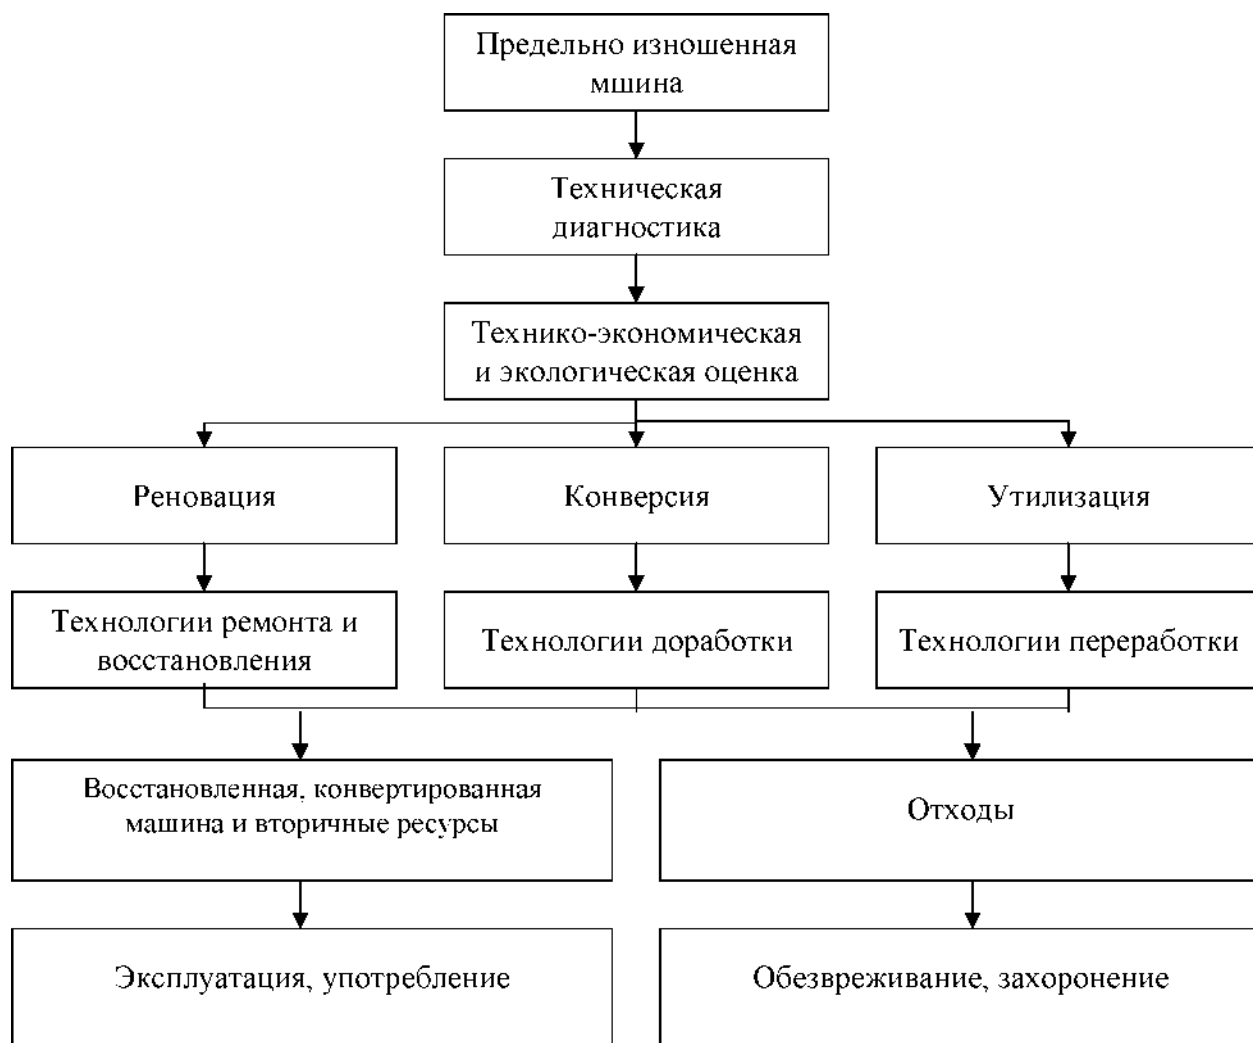 Предельно изношенная
мшина
Техническая
диагностика
Технико-экономическая
и экологическая оценка
Реновация
Конверсия
Утилизация
Технологии ремонта и
восстановления
Технологии доработки
Технологии переработки
Восстановленная, конвертированная
машина и вторичные ресурсы
Отходы
Эксплуатация, употребление
Обезвреживание, захоронение